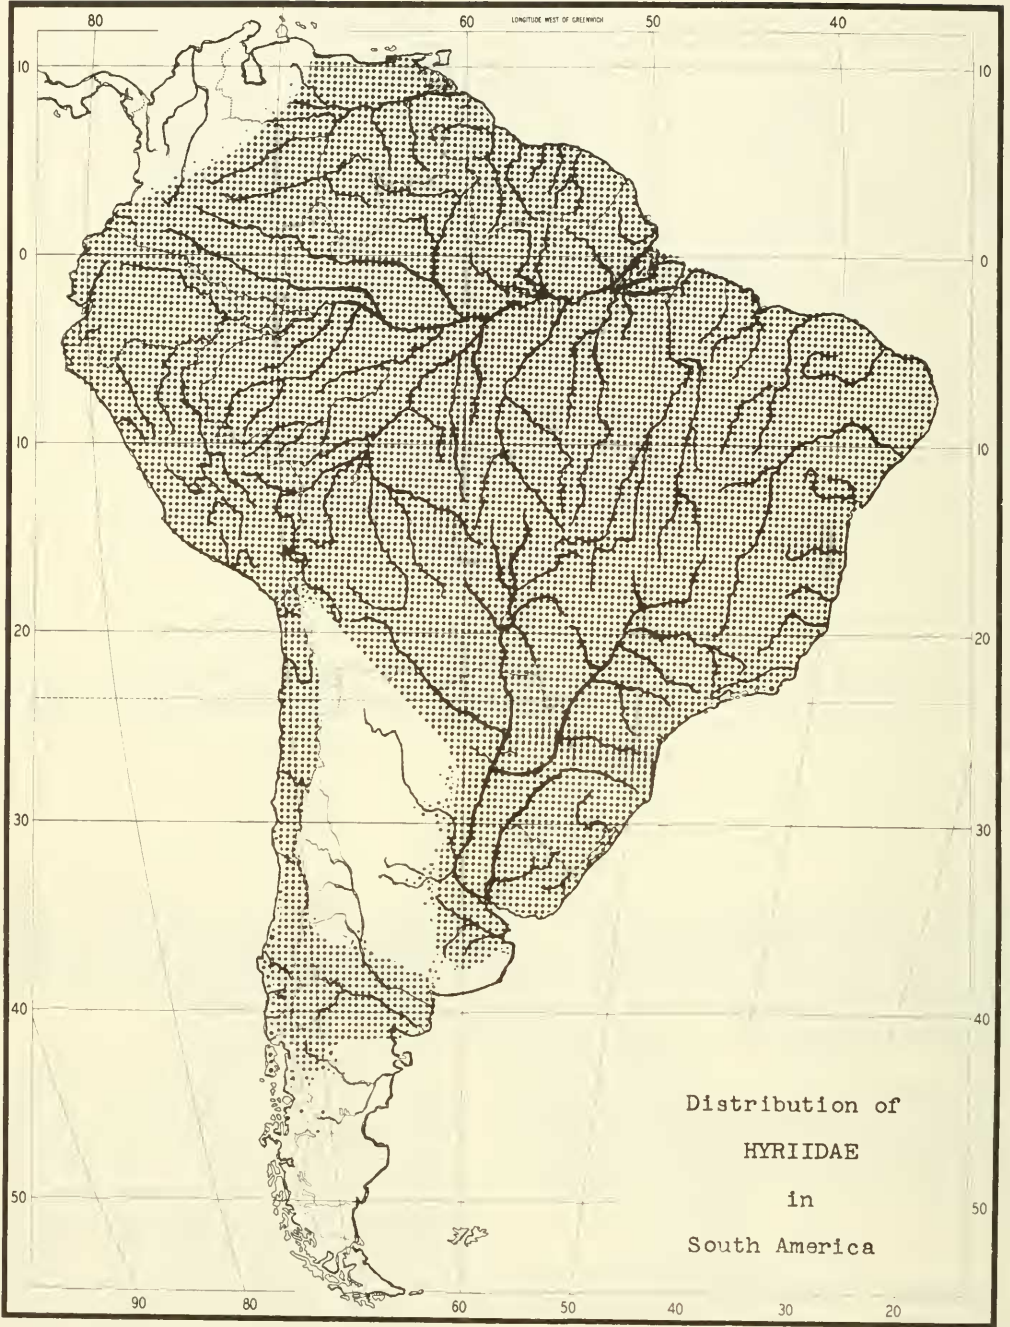 80 60 LONGITUDE WEST OF GREENWICH 50 40
10 10
0 0
10 10
20 20
30 30
40 40
Distribution of
HYRIIDAE
in
South America
50 50
90 80 60 50 40 30 20